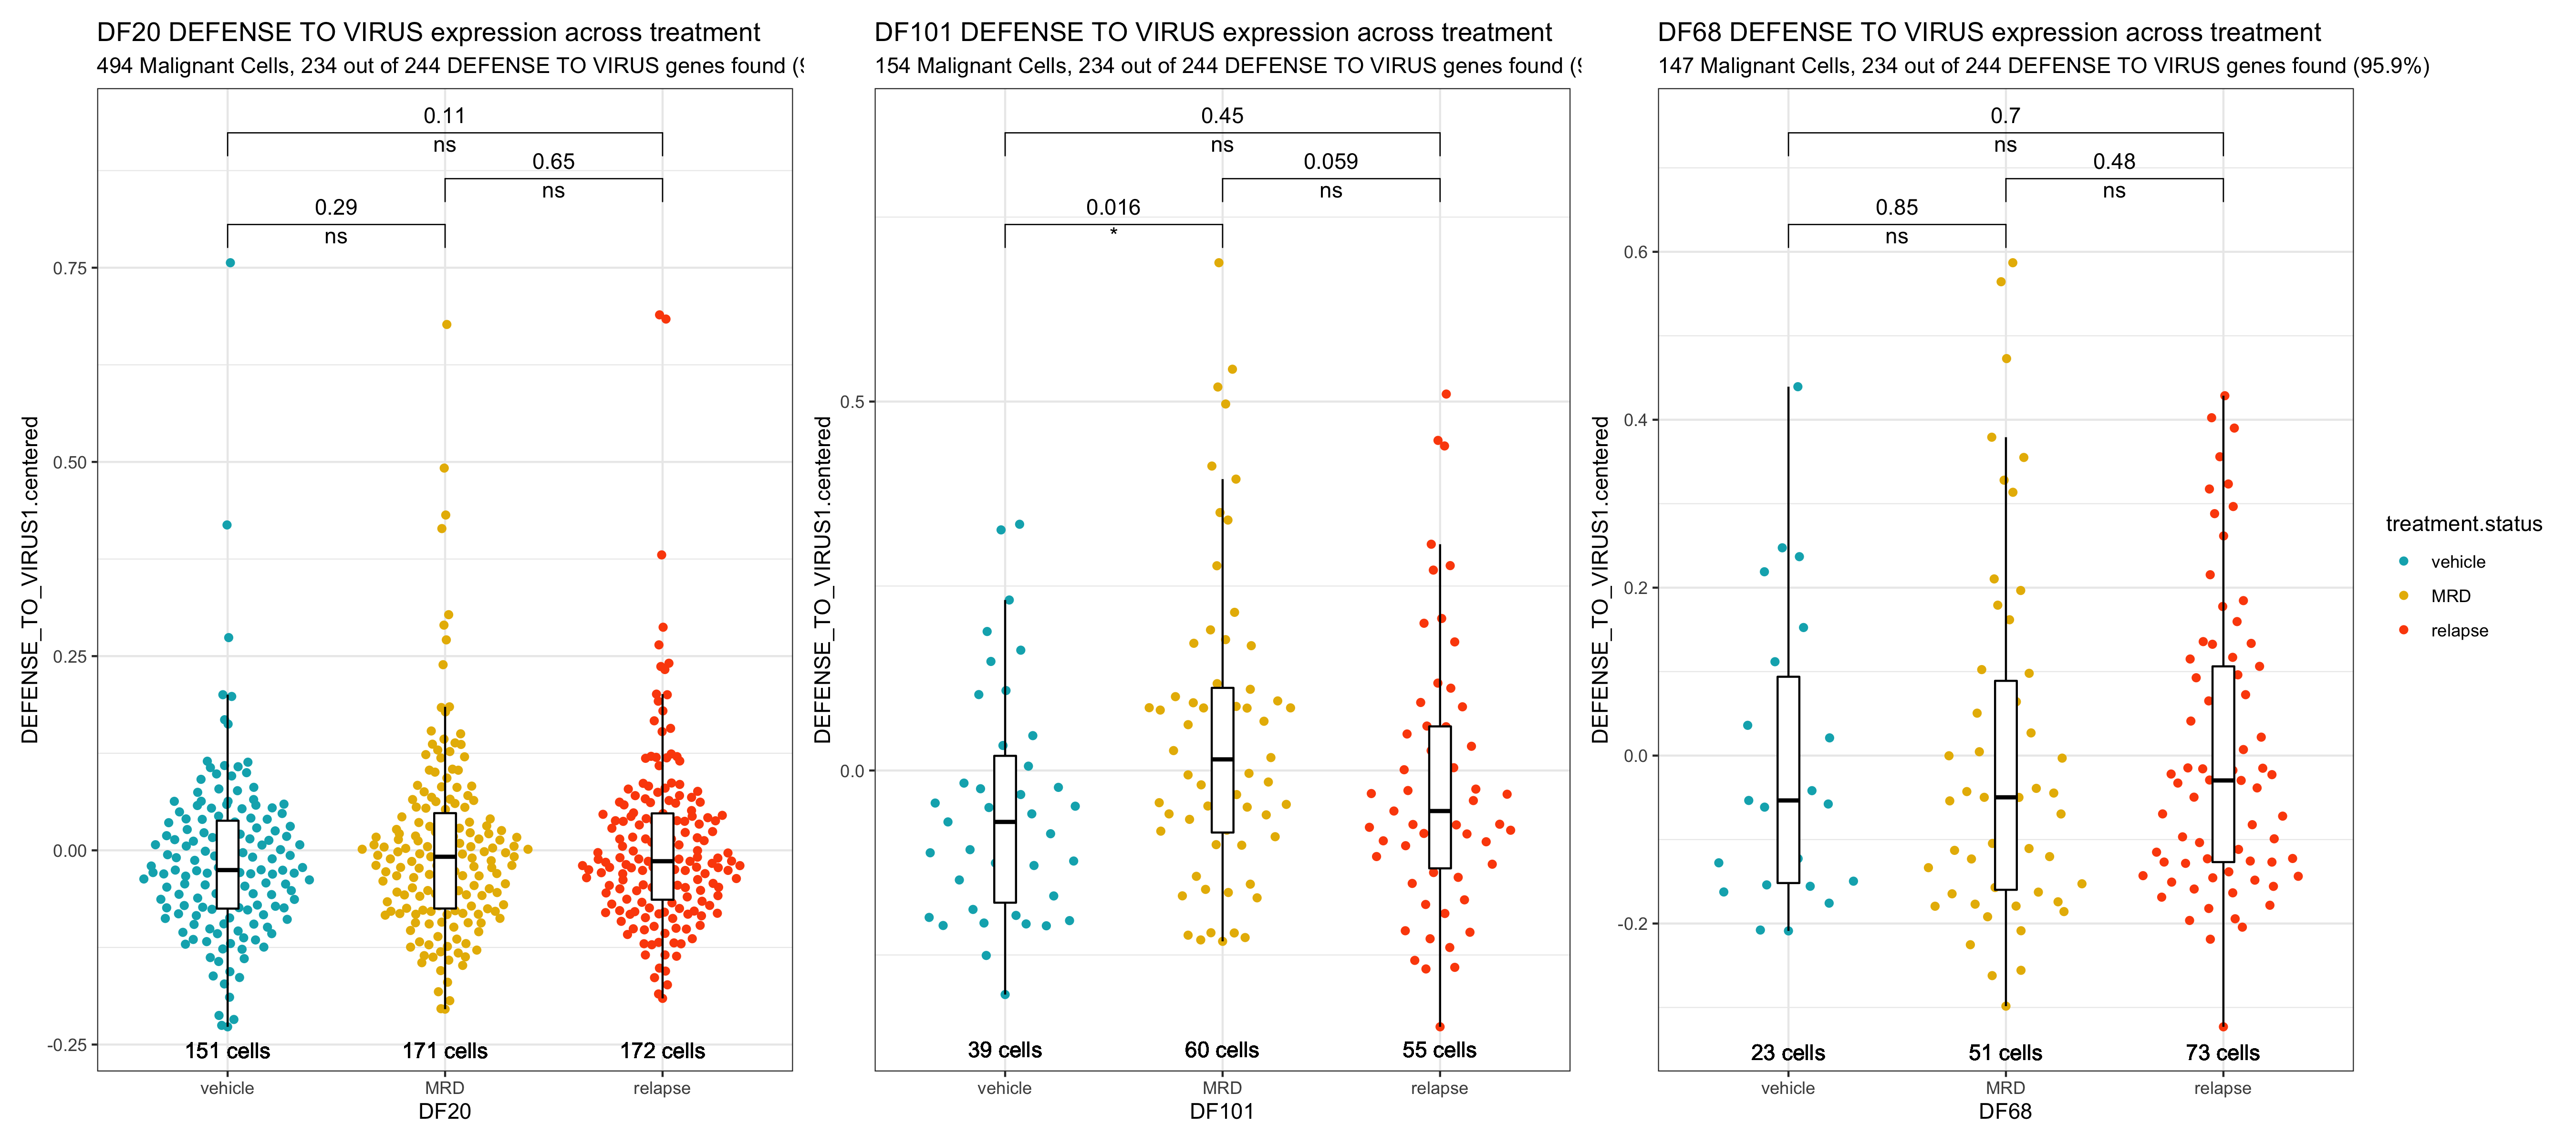 DF20 DEFENSE TO VIRUS expression across treatment
494 Malignant Cells, 234 out of 244 DEFENSE TO VIRUS genes found (
DEFENSE_TO_VIRUS1.centered
0.75
0.50
0.25
0.00
-0.25
0.11
ns
0.65
ns
0.29
ns
151 cells
171 cells
172 cells
vehicle
MRD
relapse
DF20
DF101 DEFENSE TO VIRUS expression across treatment
154 Malignant Cells, 234 out of 244 DEFENSE TO VIRUS genes found (
DEFENSE_TO_VIRUS1.centered
0.5
0.0
0.45
ns
0.059
ns
0.016
*
39 cells
60 cells
55 cells
vehicle
MRD
relapse
DF101
DF68 DEFENSE TO VIRUS expression across treatment
147 Malignant Cells, 234 out of 244 DEFENSE TO VIRUS genes found (95.9%)
DEFENSE_TO_VIRUS1.centered
0.6
0.4
0.2
0.0
-0.2
0.7
ns
0.48
ns
0.85
ns
23 cells
51 cells
73 cells
vehicle
MRD
relapse
DF68
treatment.status
vehicle
MRD
relapse